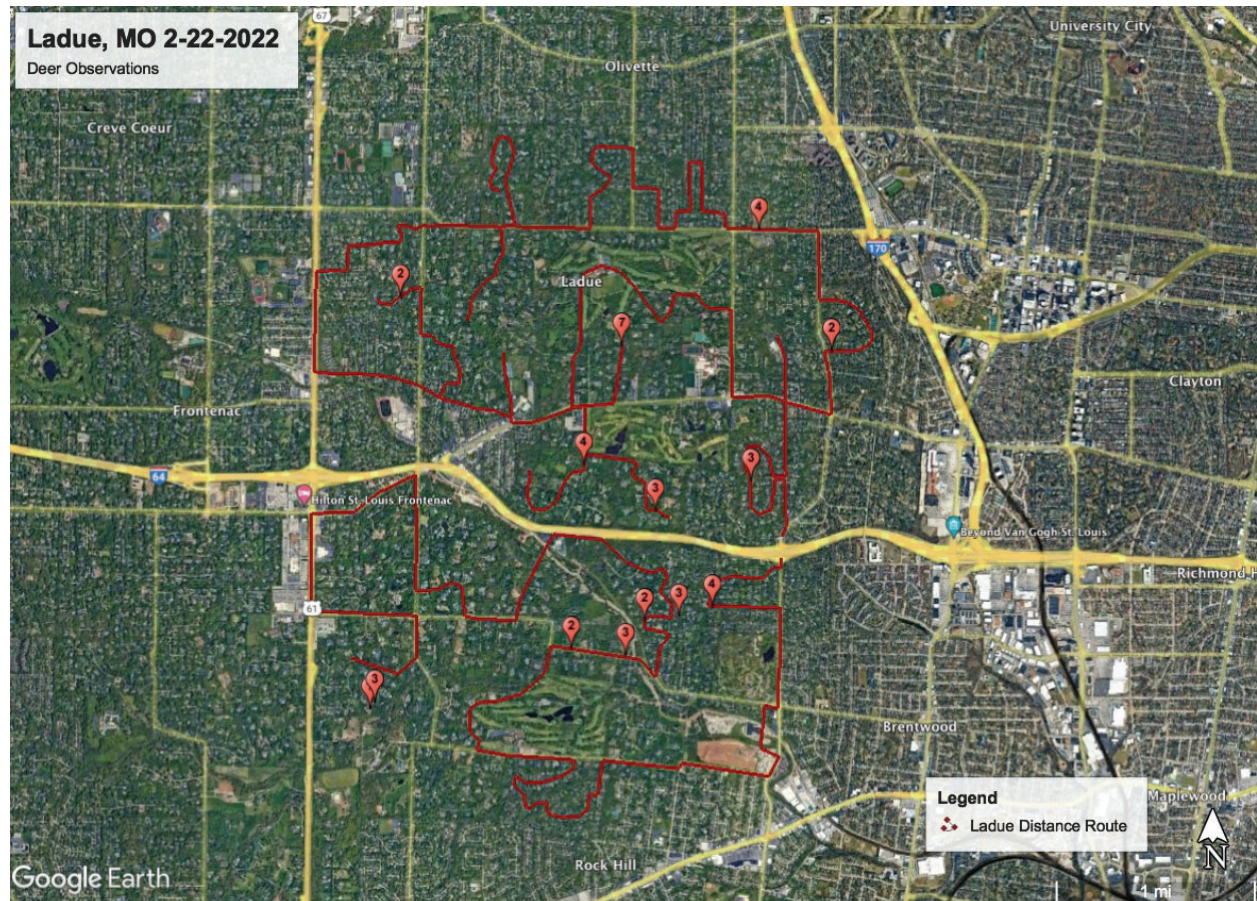 Ladue, MO 2-22-2022
Deer Observations
67
University City
Olivette
Creve Coeur
4
170
2
Ladue
7
2
Clayton
Frontenac
4
3
64
3
Hilton St. Louis Frontenac
Beyond Van Gogh St. Louis
Richmond H
4
2
3
61
2
3
3
Brentwood
Legend
Ladue Distance Route
Maplewood
N
Rock Hill
Google Earth
1 mi